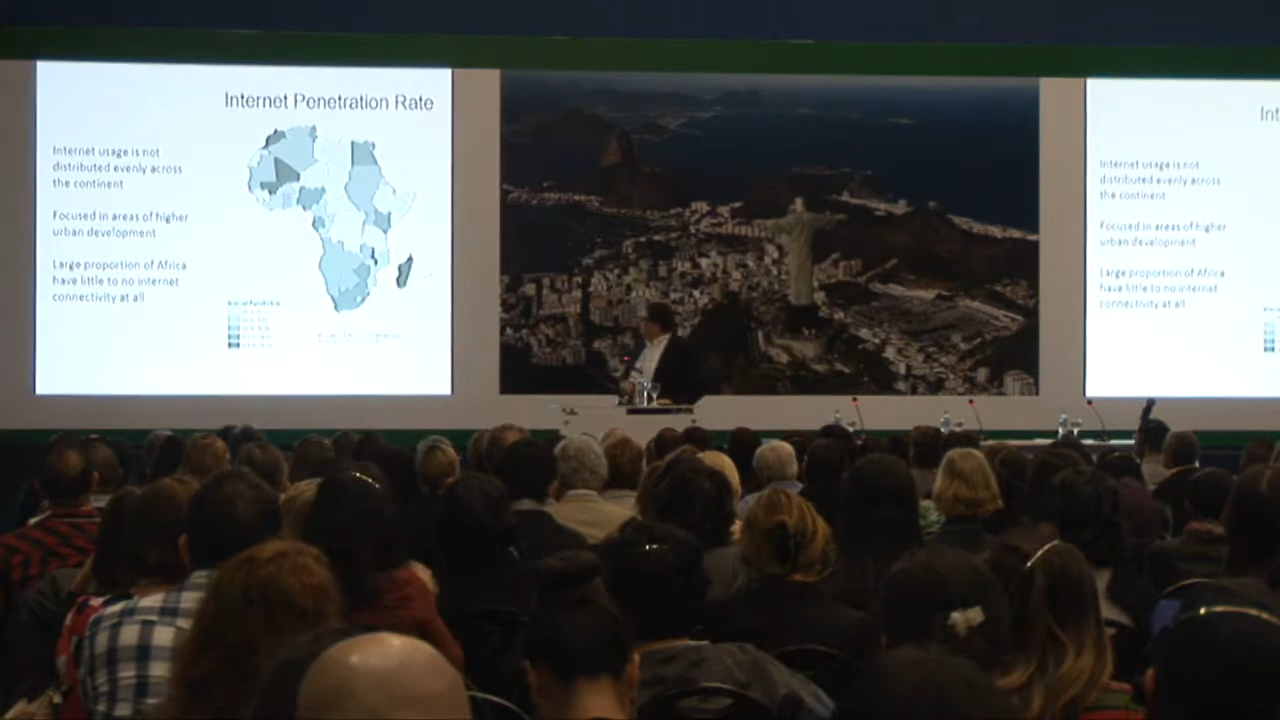 Internet Penetration Rate
Internet usage is not
distributed evenly across
the continent
Focused in areas of higher
urban development
Large proportion of Africa
have little to no internet
connectivity at all
Int
Internet usage is not
distributed evenly across
the continent
Focused in areas of higher
urban development
Large proportion of Africa
have little to no internet
connectivity at all